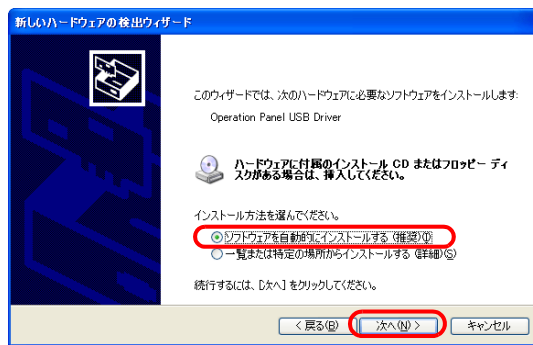 新しいハードウェアの検出ウィザード
このウィザードでは、次のハードウェアに必要なソフトウェアをインストールします:
Operation Panel USB Driver
ハードウェアに付属のインストール CD またはフロッピー ディ
スクがある場合は、挿入してください。
インストール方法を選んでください。
ソフトウェアを自動的にインストールする (推奨)(I)
一覧または特定の場所からインストールする (詳細)(S)
続行するには、[次へ] をクリックしてください。
< 戻る(B) 次へ(N) > キャンセル